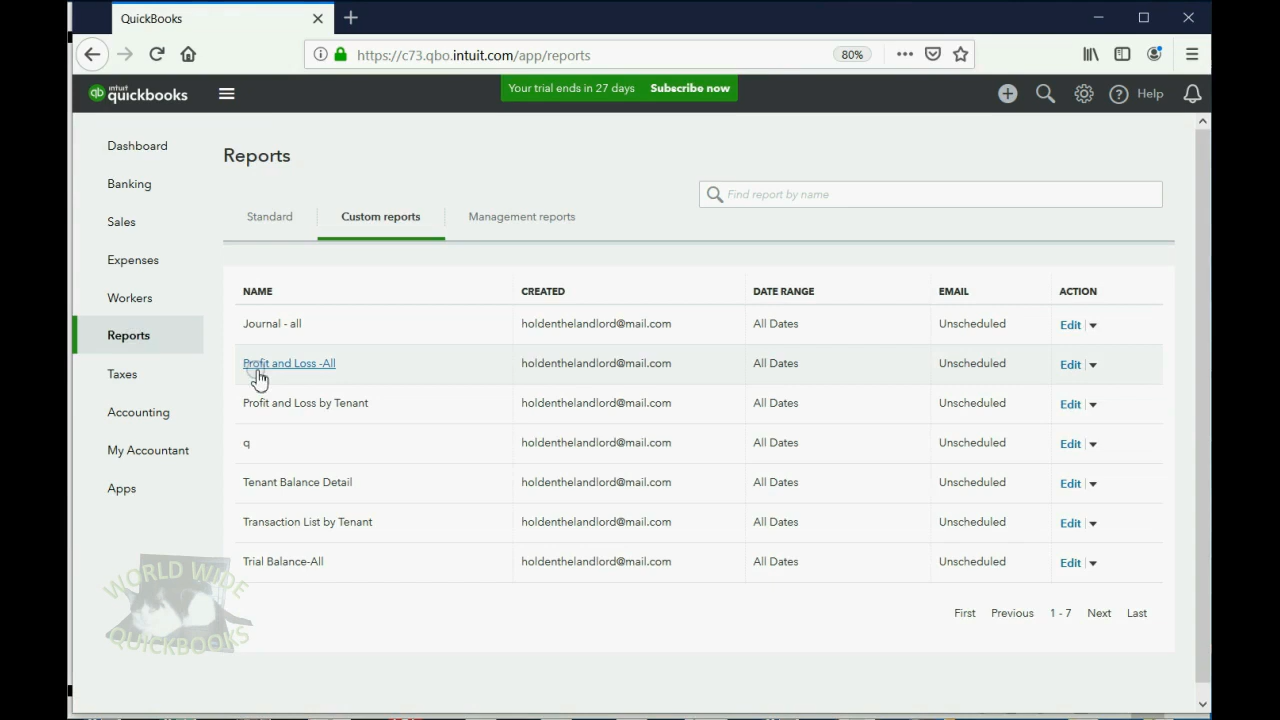 QuickBooks
https://c73.qbo.intuit.com/app/reports
80%
intuit
quickbooks
qb
Your trial ends in 27 days Subscribe now
Help
Dashboard
Banking
Sales
Expenses
Workers
Reports
Taxes
Accounting
My Accountant
Apps
Reports
Find report by name
Standard Custom reports Management reports
NAME CREATED DATE RANGE EMAIL ACTION
Journal - all holdenthelandlord@mail.com All Dates Unscheduled Edit
Profit and Loss -All holdenthelandlord@mail.com All Dates Unscheduled Edit
Profit and Loss by Tenant holdenthelandlord@mail.com All Dates Unscheduled Edit
q holdenthelandlord@mail.com All Dates Unscheduled Edit
Tenant Balance Detail holdenthelandlord@mail.com All Dates Unscheduled Edit
Transaction List by Tenant holdenthelandlord@mail.com All Dates Unscheduled Edit
Trial Balance-All holdenthelandlord@mail.com All Dates Unscheduled Edit
First Previous 1 - 7 Next Last
WORLD WIDE
QUICKBOOKS